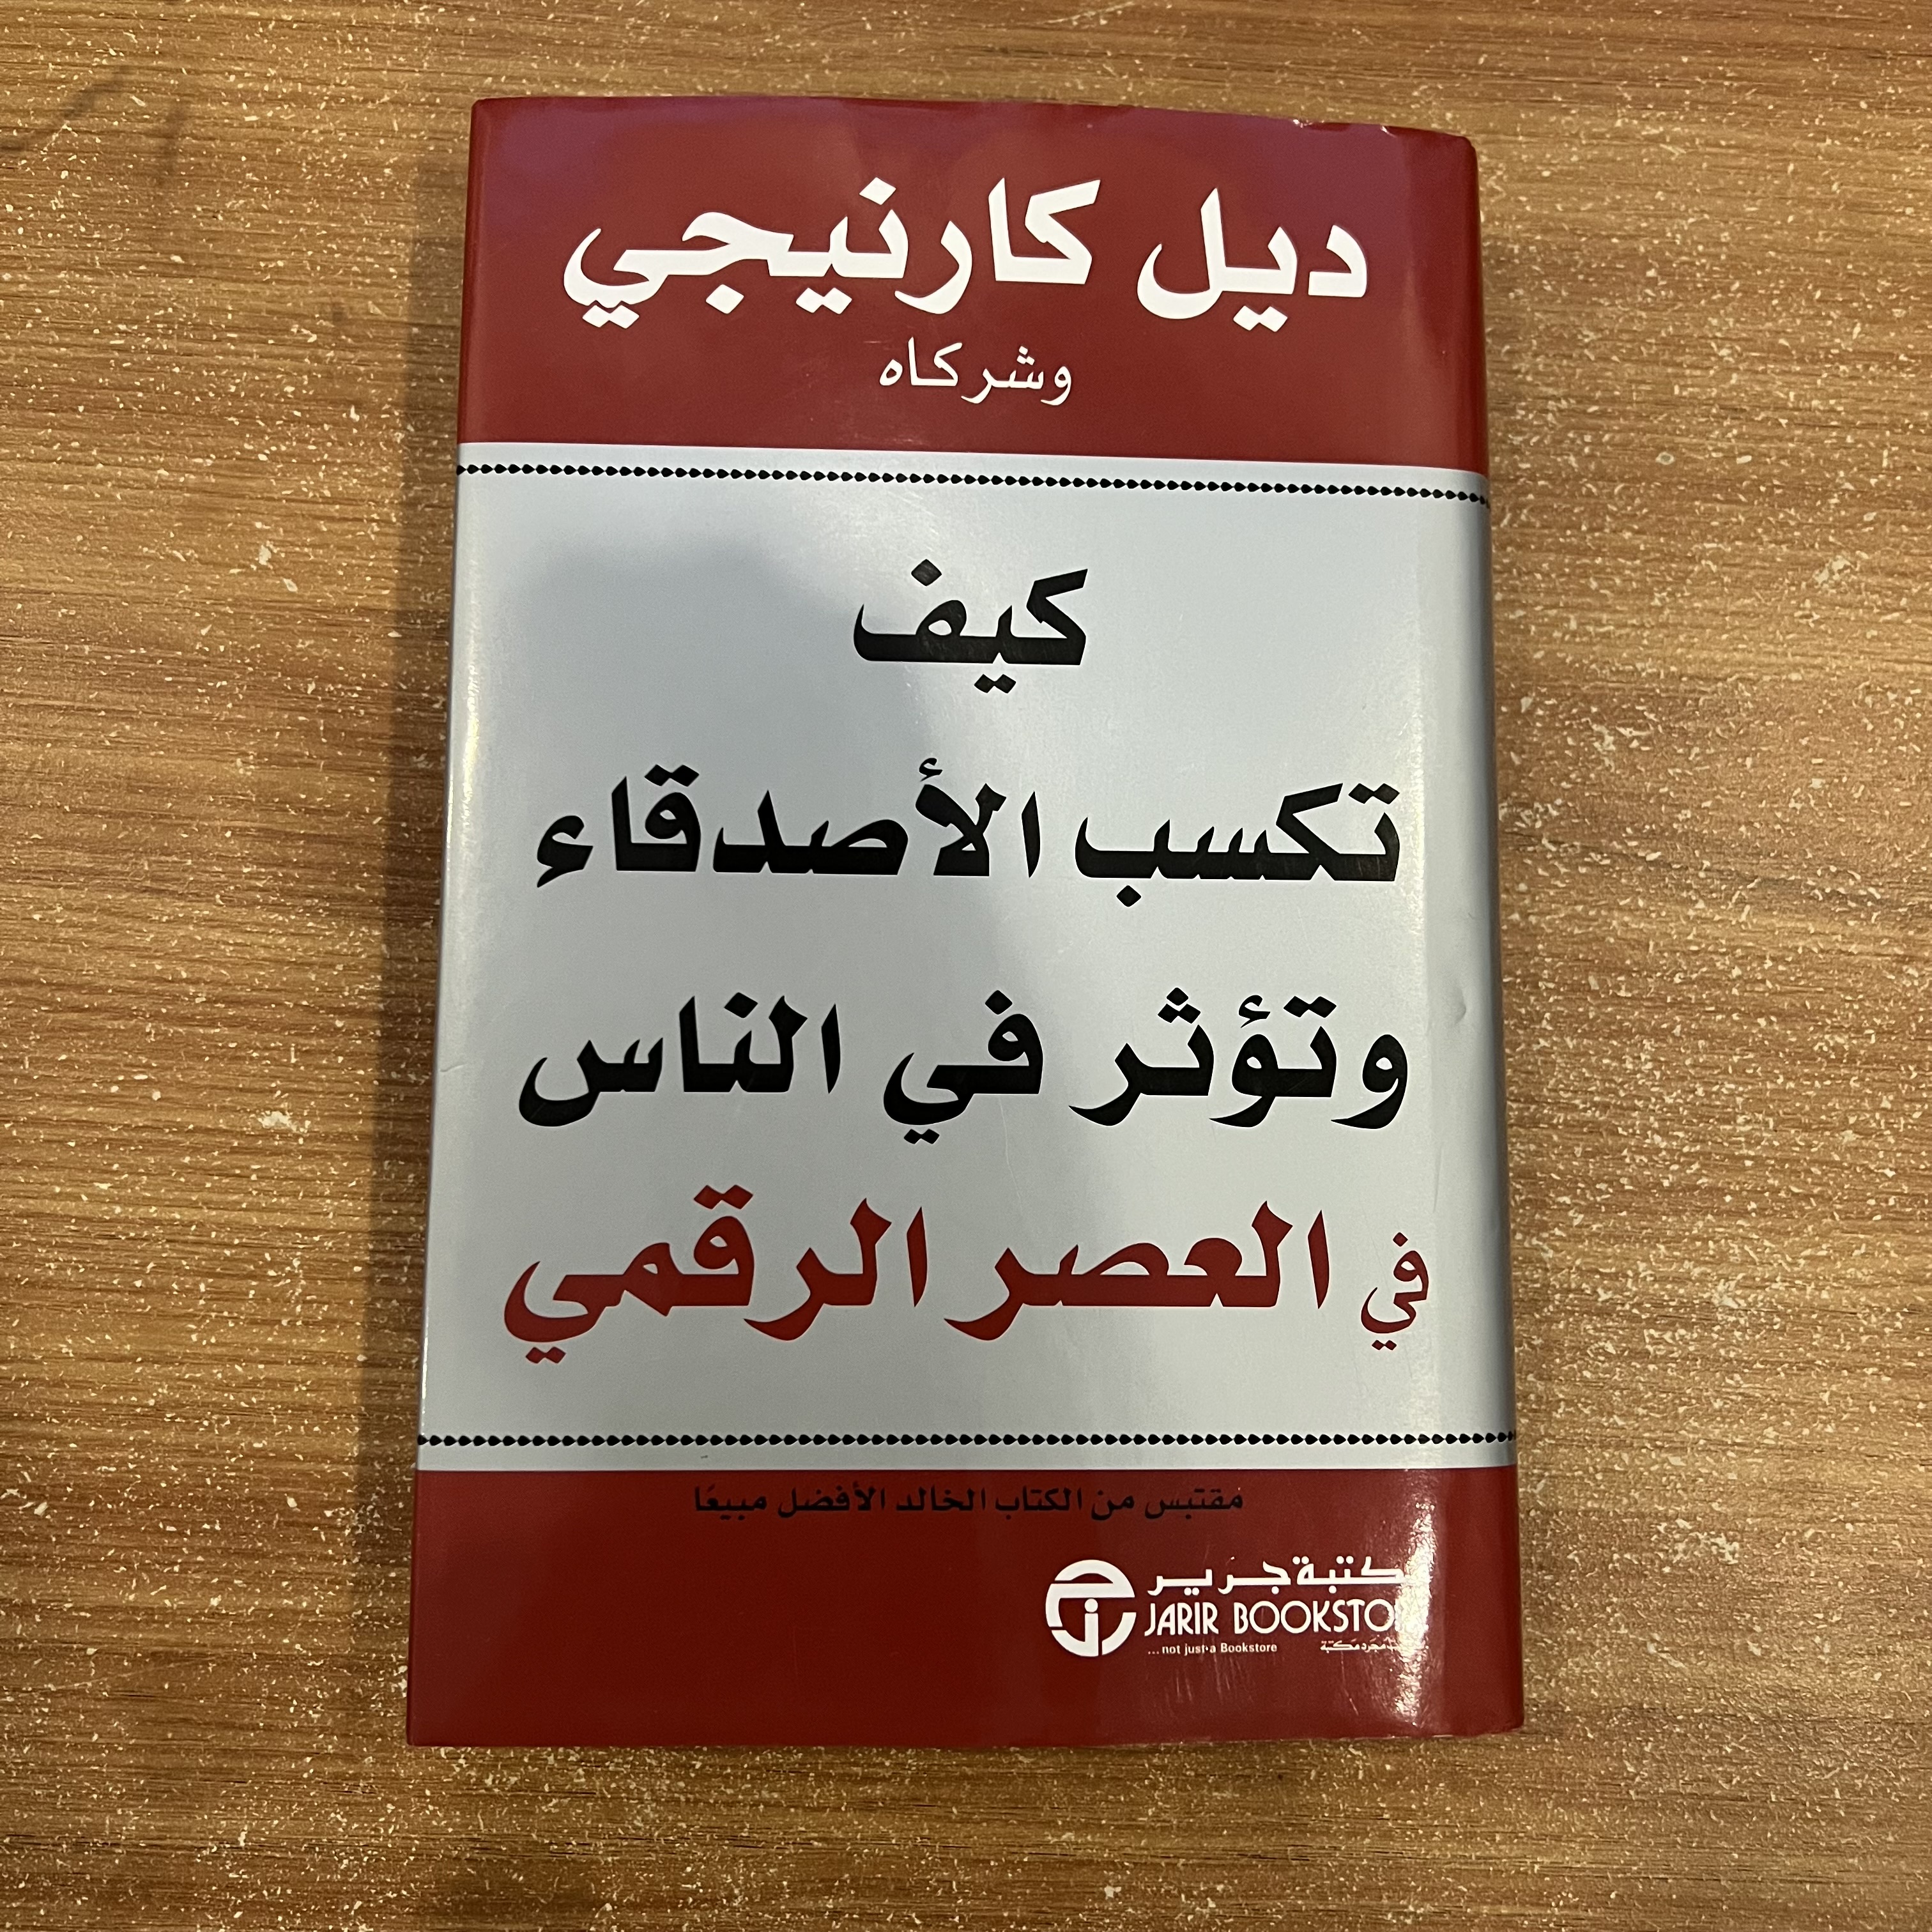 ديل كارنيجي
وشركاه
كيف
تكسب الأصدقاء
وتؤثر في الناس
في العصر الرقمي
مقتبس من الكتاب الخالد الأفضل مبيعًا
جرير
JARIR
... not just a Bookstore
مجرد مكتبة